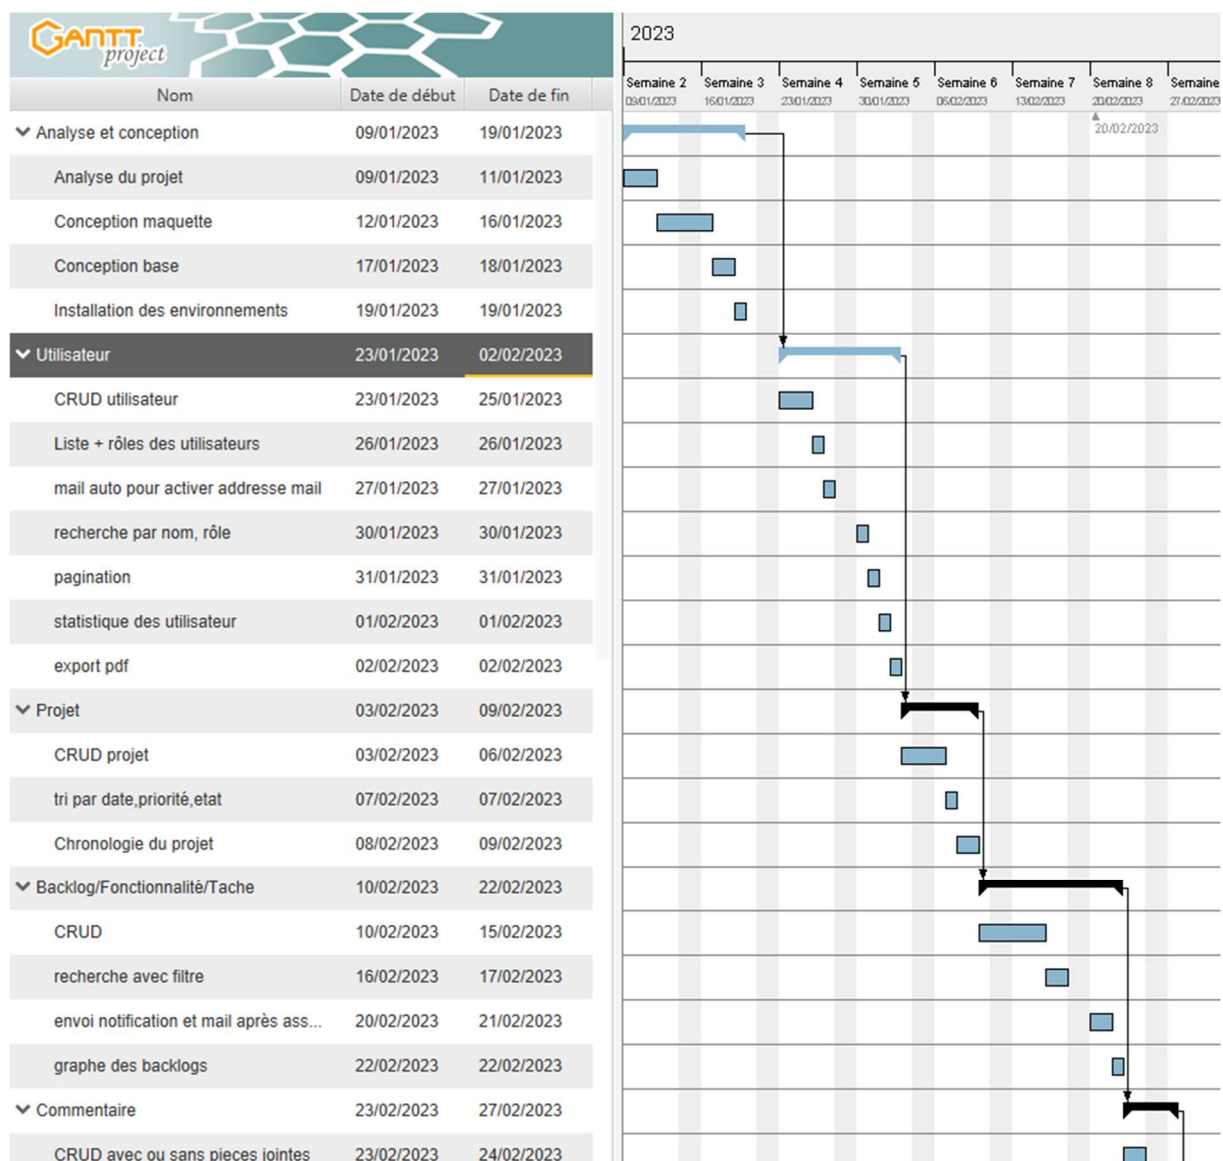 GANTT project
2023
Semaine 2 Semaine 3 Semaine 4 Semaine 5 Semaine 6 Semaine 7 Semaine 8 Semaine
Nom Date de début Date de fin
09/01/2023 16/01/2023 23/01/2023 30/01/2023 06/02/2023 13/02/2023 20/02/2023 27/02/2023
20/02/2023
Analyse et conception 09/01/2023 19/01/2023
Analyse du projet 09/01/2023 11/01/2023
Conception maquette 12/01/2023 16/01/2023
Conception base 17/01/2023 18/01/2023
Installation des environnements 19/01/2023 19/01/2023
Utilisateur 23/01/2023 02/02/2023
CRUD utilisateur 23/01/2023 25/01/2023
Liste + rôles des utilisateurs 26/01/2023 26/01/2023
mail auto pour activer addresse mail 27/01/2023 27/01/2023
recherche par nom, rôle 30/01/2023 30/01/2023
pagination 31/01/2023 31/01/2023
statistique des utilisateur 01/02/2023 01/02/2023
export pdf 02/02/2023 02/02/2023
Projet 03/02/2023 09/02/2023
CRUD projet 03/02/2023 06/02/2023
tri par date,priorité,etat 07/02/2023 07/02/2023
Chronologie du projet 08/02/2023 09/02/2023
Backlog/Fonctionnalité/Tache 10/02/2023 22/02/2023
CRUD 10/02/2023 15/02/2023
recherche avec filtre 16/02/2023 17/02/2023
envoi notification et mail après ass... 20/02/2023 21/02/2023
graphe des backlogs 22/02/2023 22/02/2023
Commentaire 23/02/2023 27/02/2023
CRUD avec ou sans pieces jointes 23/02/2023 24/02/2023